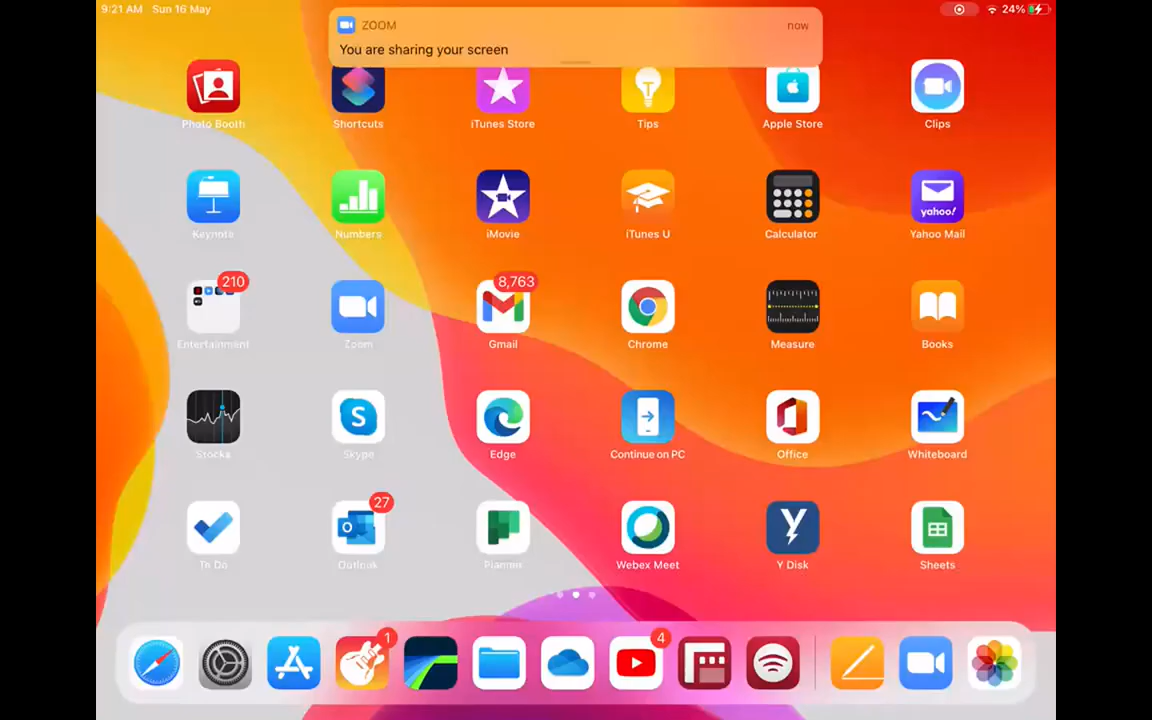 9:21 AM Sun 16 May
24%
ZOOM
now
You are sharing your screen
Photo Booth
Shortcuts
iTunes Store
Tips
Apple Store
Clips
Keynote
Numbers
iMovie
iTunes U
Calculator
yahoo!
Yahoo Mail
210
8,763
Entertainment
Zoom
Gmail
Chrome
Measure
Books
Stocks
Skype
Edge
Continue on PC
Office
Whiteboard
27
To Do
Outlook
Planner
Webex Meet
Y Disk
Sheets
1
4